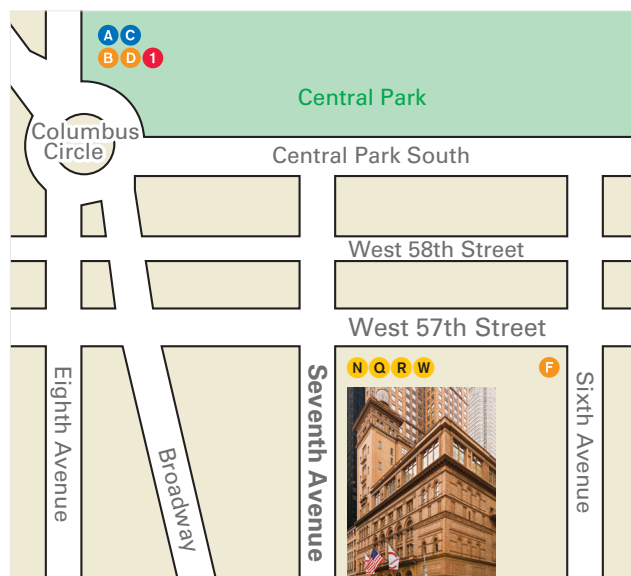 A C
B D 1
Central Park
Columbus
Circle
Central Park South
West 58th Street
West 57th Street
N Q R W
F
Eighth Avenue
Broadway
Seventh Avenue
Sixth Avenue